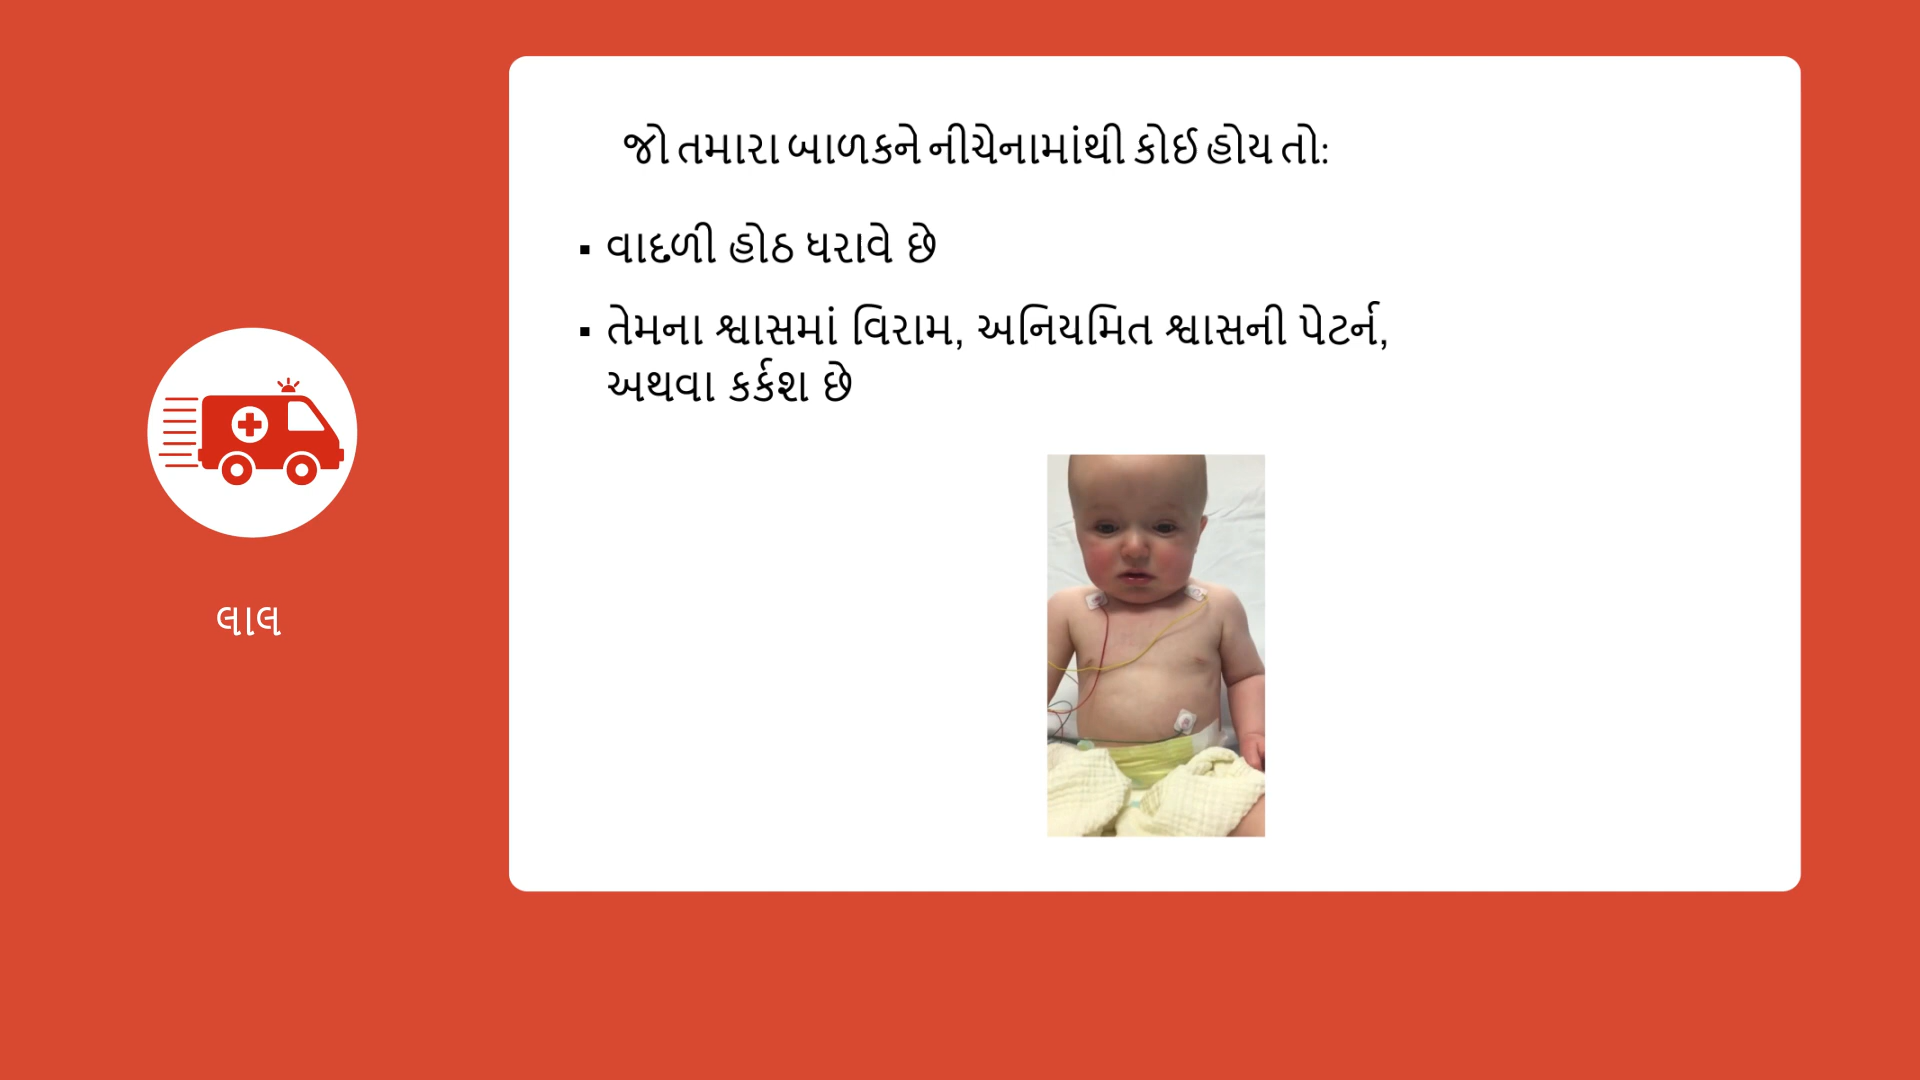 જો તમારા બાળકને નીચેનામાંથી કોઈ હોય તો:
▪ વાદળી હોઠ ધરાવે છે
▪ તેમના શ્વાસમાં વિરામ, અનિયમિત શ્વાસની પેટર્ન,
અથવા કર્કશ છે
લાલ